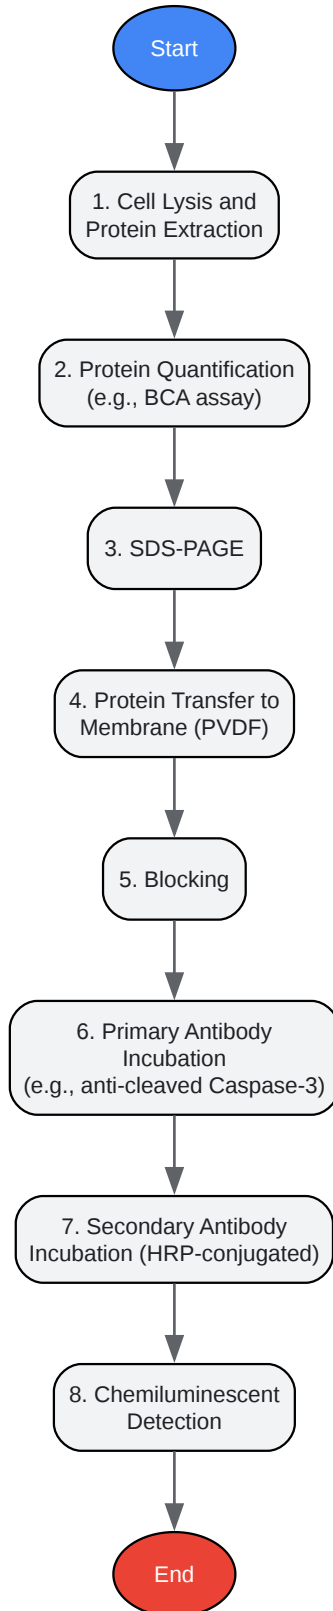 Start
1. Cell Lysis and
Protein Extraction
2. Protein Quantification
(e.g., BCA assay)
3. SDS-PAGE
4. Protein Transfer to
Membrane (PVDF)
5. Blocking
6. Primary Antibody
Incubation
(e.g., anti-cleaved Caspase-3)
7. Secondary Antibody
Incubation (HRP-conjugated)
8. Chemiluminescent
Detection
End